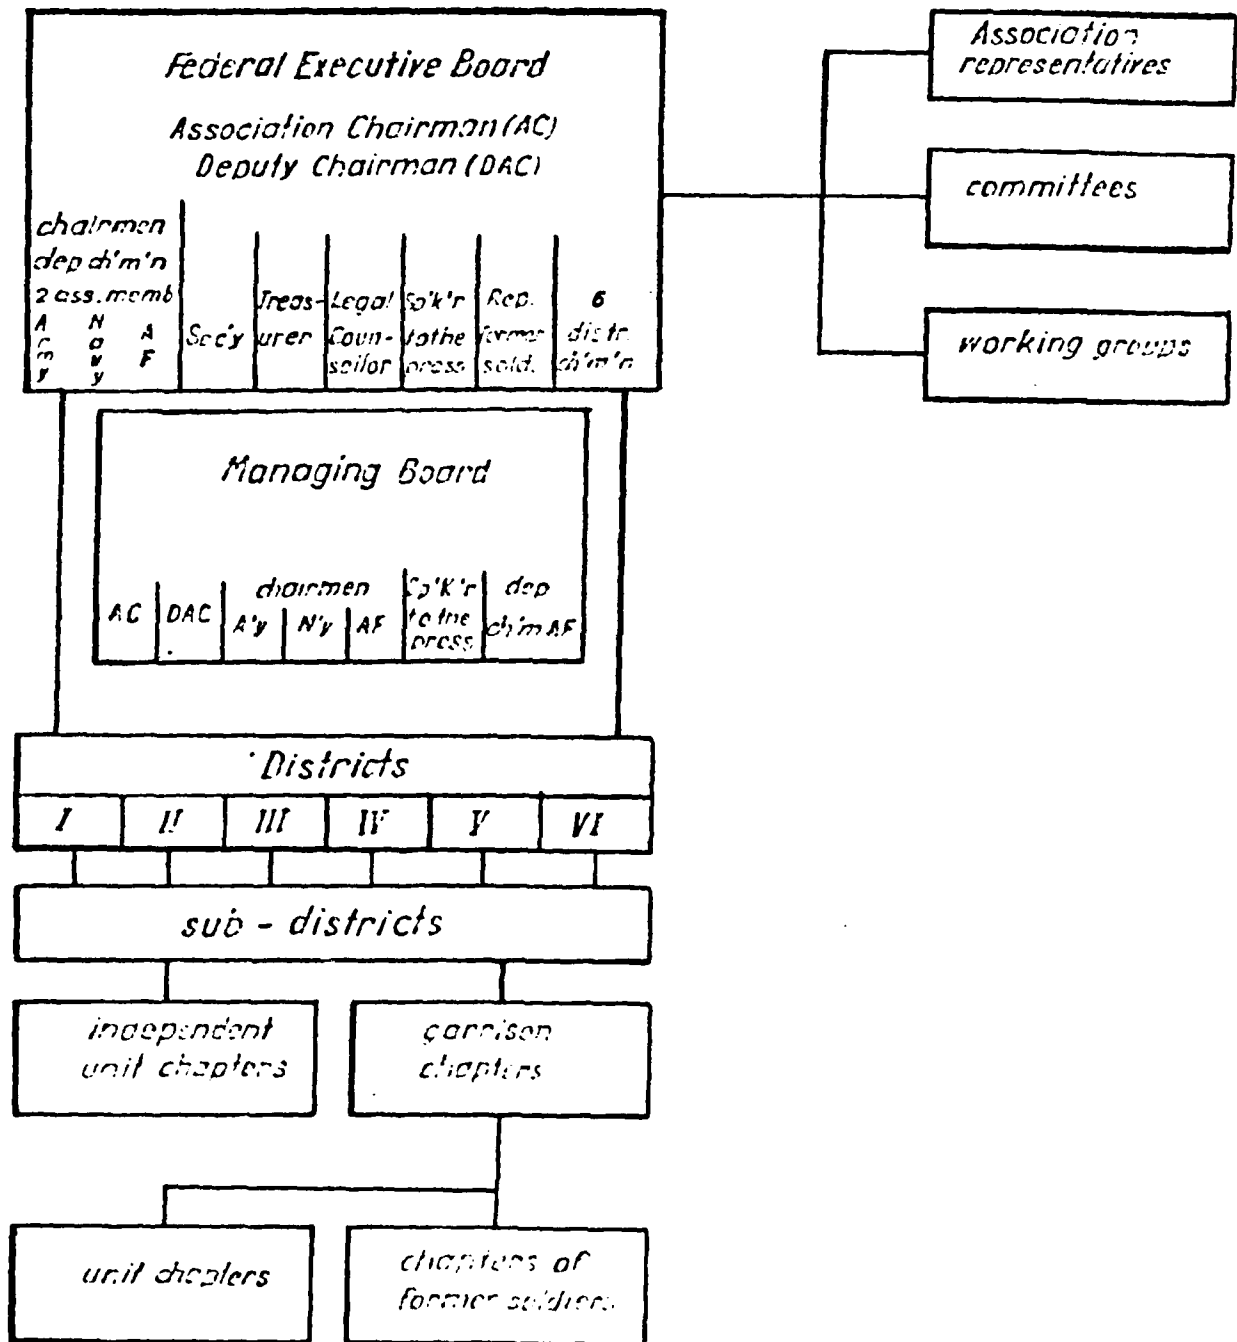 Federal Executive Board
Association Chairman (AC)
Deputy Chairman (DAC)
chairmen
dep ch'm'n
2 ass. memb
Army
Navy
AF
Sec'y
Treas-
urer
Legal
Coun-
sellor
Sp'k'r
to the
press
Rep.
former
sold.
6
distr.
ch'm'n
Association
representatives
committees
working groups
Managing Board
AC
DAC
chairmen
A'y
N'y
AF
Sp'K'r
to the
press
dep
ch'm AF
Districts
I
II
III
IV
V
VI
sub - districts
independent
unit chapters
garrison
chapters
unit chapters
chapters of
former soldiers